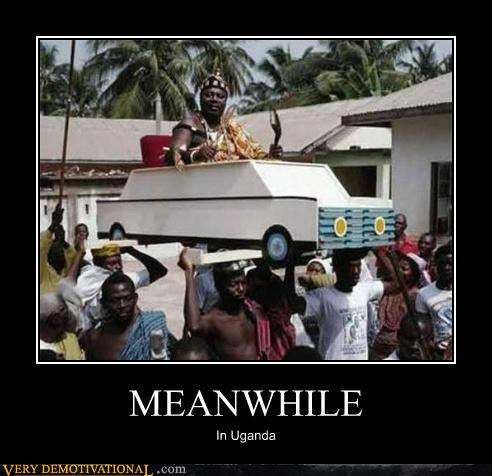 MEANWHILE
In Uganda
VERY DEMOTIVATIONAL.com